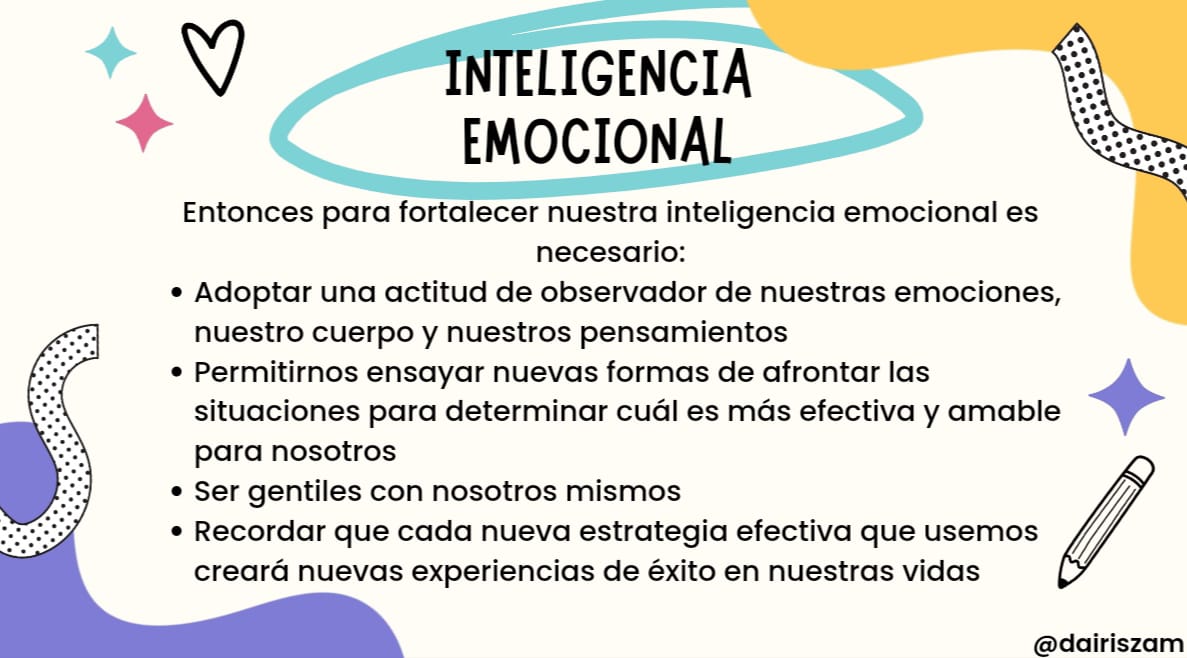 INTELIGENCIA
EMOCIONAL
Entonces para fortalecer nuestra inteligencia emocional es
necesario:
• Adoptar una actitud de observador de nuestras emociones,
nuestro cuerpo y nuestros pensamientos
• Permitirnos ensayar nuevas formas de afrontar las
situaciones para determinar cuál es más efectiva y amable
para nosotros
• Ser gentiles con nosotros mismos
• Recordar que cada nueva estrategia efectiva que usemos
creará nuevas experiencias de éxito en nuestras vidas
@dairiszam